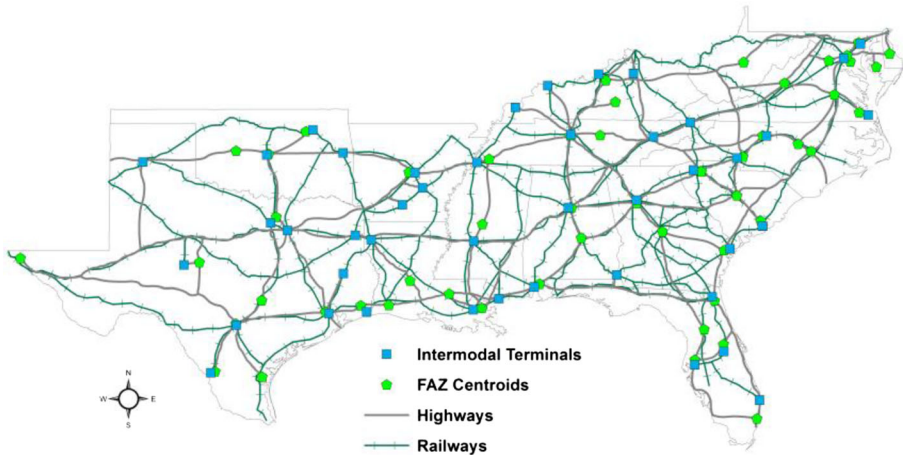 Intermodal Terminals
FAZ Centroids
Highways
Railways
N
W E
S